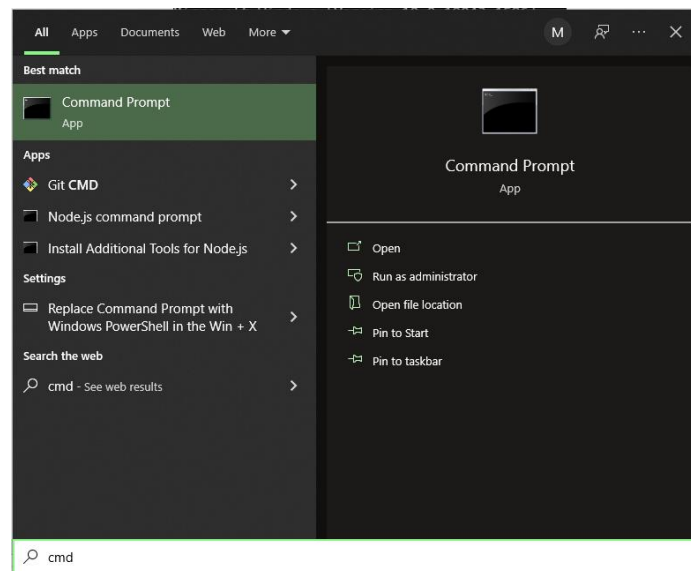 All Apps Documents Web More M
Best match
Command Prompt
App
Apps
Git CMD
Node.js command prompt
Install Additional Tools for Node.js
Settings
Replace Command Prompt with
Windows PowerShell in the Win + X
Search the web
cmd - See web results
Command Prompt
App
Open
Run as administrator
Open file location
Pin to Start
Pin to taskbar
cmd